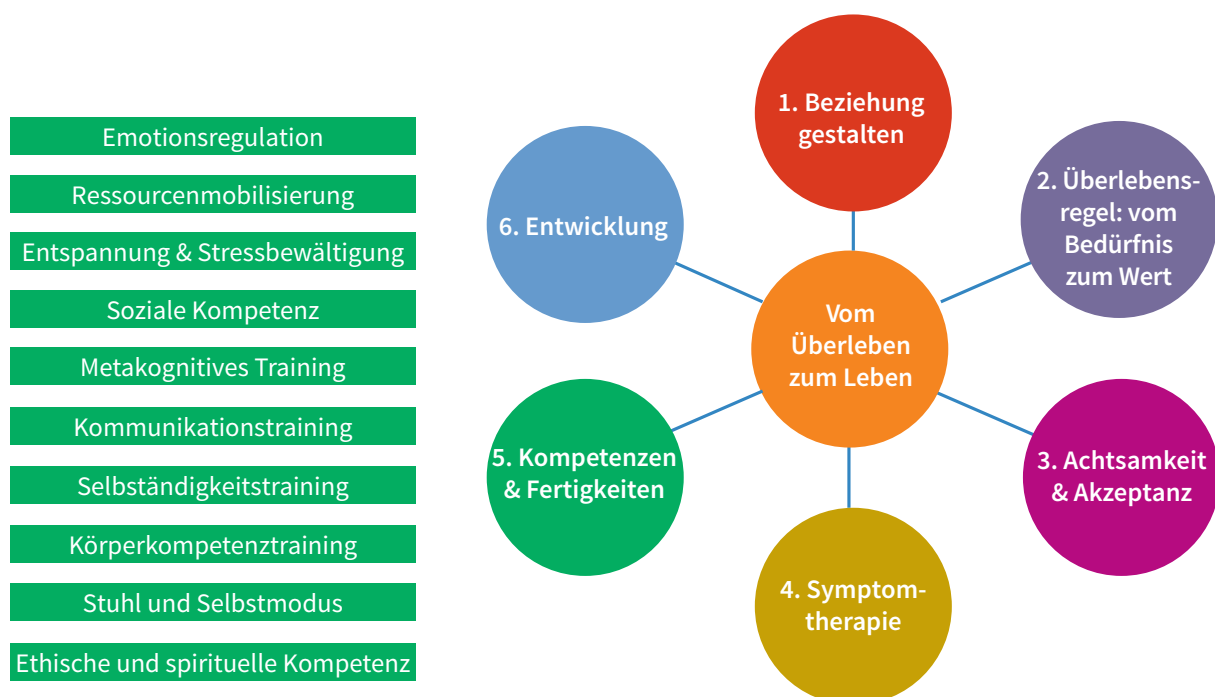 Emotionsregulation
Ressourcenmobilisierung
Entspannung & Stressbewältigung
Soziale Kompetenz
Metakognitives Training
Kommunikationstraining
Selbständigkeitstraining
Körperkompetenztraining
Stuhl und Selbstmodus
Ethische und spirituelle Kompetenz
1. Beziehung
gestalten
2. Überlebens-
regel: vom
Bedürfnis
zum Wert
3. Achtsamkeit
& Akzeptanz
4. Symptom-
therapie
5. Kompetenzen
& Fertigkeiten
6. Entwicklung
Vom
Überleben
zum Leben